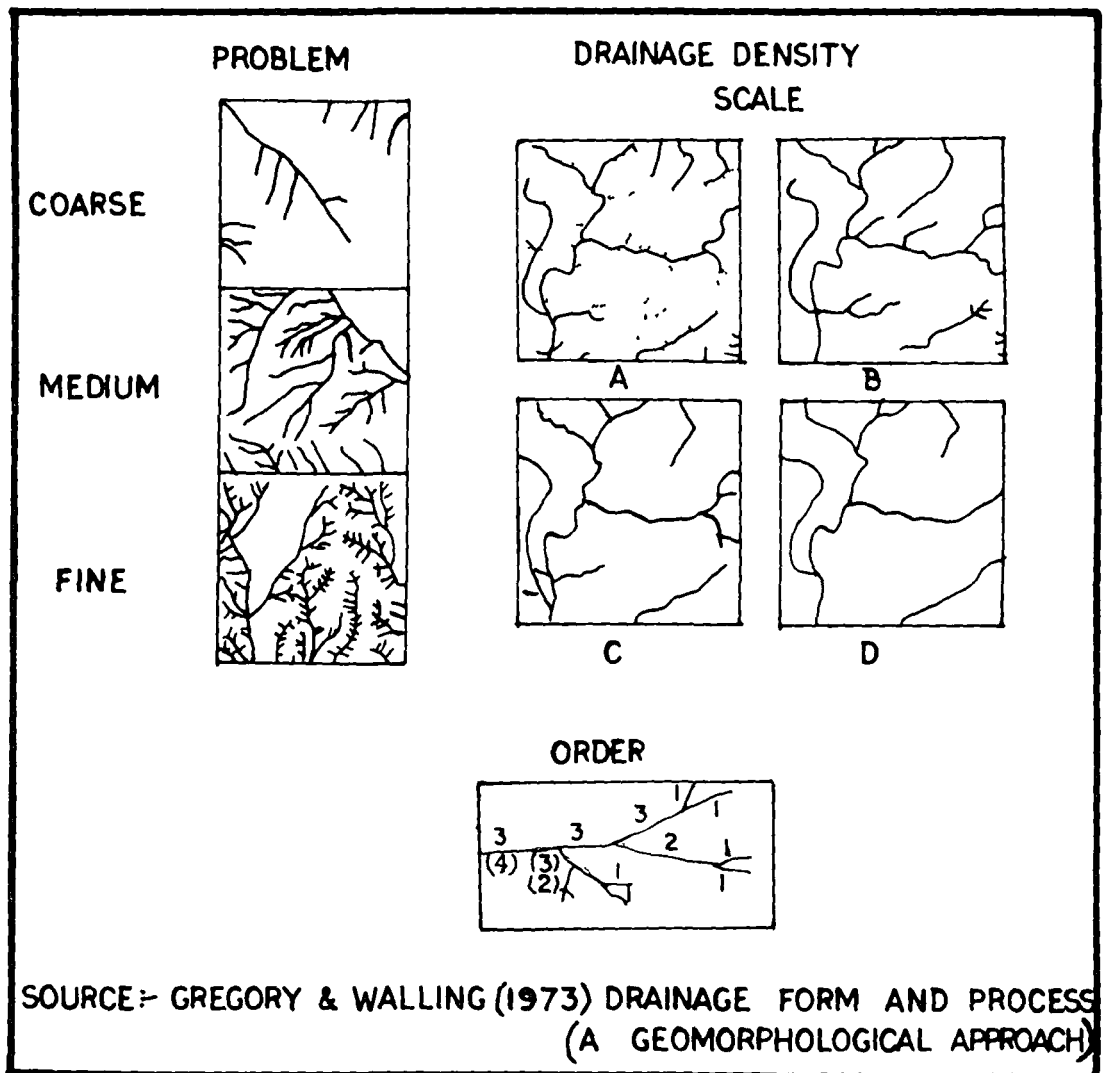 PROBLEM
DRAINAGE DENSITY
SCALE
COARSE
MEDIUM
FINE
A
B
C
D
ORDER
1
1
3
3
3
2
1
1
(4)
(3)
(2)
1
SOURCE:- GREGORY & WALLING (1973) DRAINAGE FORM AND PROCESS
(A GEOMORPHOLOGICAL APPROACH)